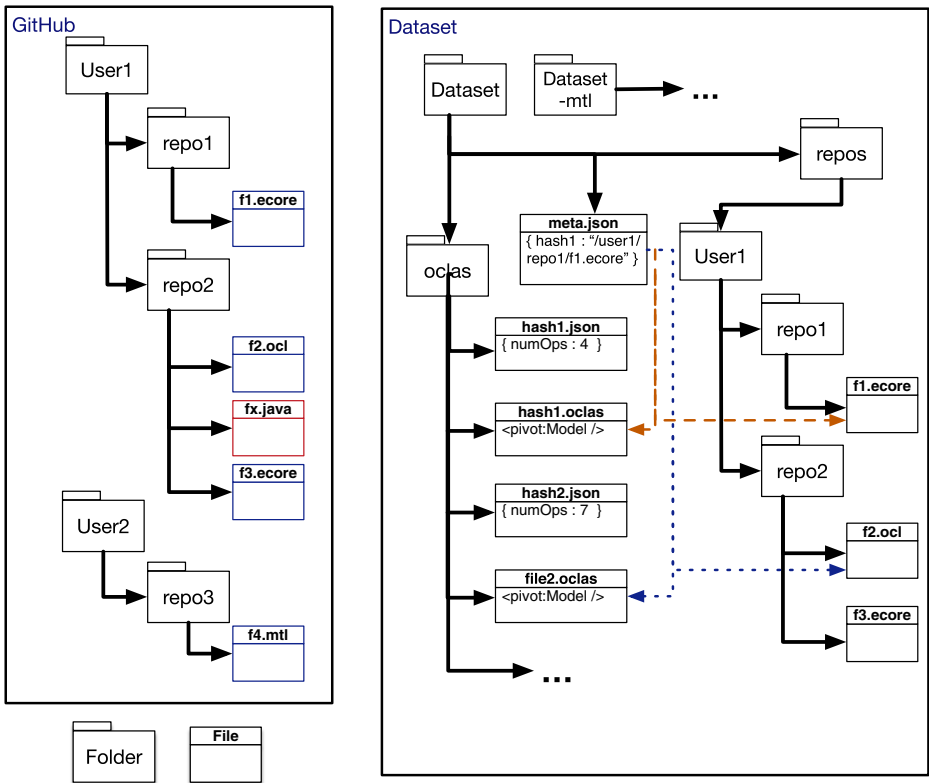 GitHub
User1
repo1
f1.ecore
repo2
f2.ocl
fx.java
f3.ecore
User2
repo3
f4.mtl
Folder
File
Dataset
Dataset
Dataset
-mtl
...
repos
meta.json
{ hash1 : “/user1/
repo1/f1.ecore” }
oclas
hash1.json
{ numOps : 4 }
hash1.oclas
<pivot:Model />
hash2.json
{ numOps : 7 }
file2.oclas
<pivot:Model />
...
User1
repo1
f1.ecore
repo2
f2.ocl
f3.ecore